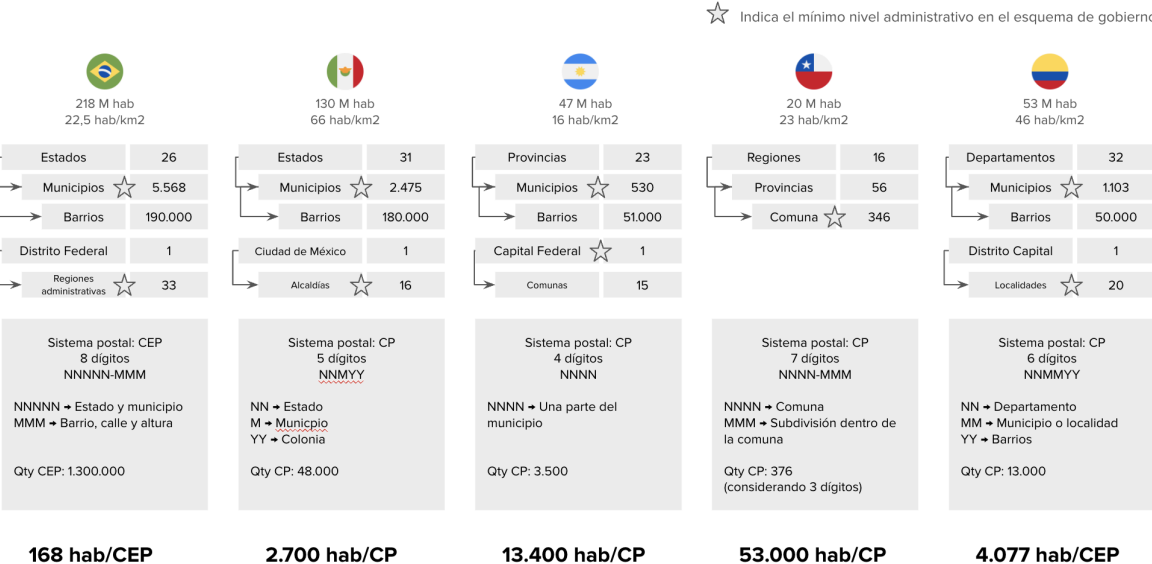 Indica el mínimo nivel administrativo en el esquema de gobierno
218 M hab
22,5 hab/km2
Estados 26
Municipios 5.568
Barrios 190.000
Distrito Federal 1
Regiones
administrativas 33
Sistema postal: CEP
8 dígitos
NNNNN-MMM
NNNNN → Estado y municipio
MMM → Barrio, calle y altura
Qty CEP: 1.300.000
168 hab/CEP
130 M hab
66 hab/km2
Estados 31
Municipios 2.475
Barrios 180.000
Ciudad de México 1
Alcaldías 16
Sistema postal: CP
5 dígitos
NNMYY
NN → Estado
M → Municpio
YY → Colonia
Qty CP: 48.000
2.700 hab/CP
47 M hab
16 hab/km2
Provincias 23
Municipios 530
Barrios 51.000
Capital Federal 1
Comunas 15
Sistema postal: CP
4 dígitos
NNNN
NNNN → Una parte del
municipio
Qty CP: 3.500
13.400 hab/CP
20 M hab
23 hab/km2
Regiones 16
Provincias 56
Comuna 346
Sistema postal: CP
7 dígitos
NNNN-MMM
NNNN → Comuna
MMM → Subdivisión dentro de
la comuna
Qty CP: 376
(considerando 3 dígitos)
53.000 hab/CP
53 M hab
46 hab/km2
Departamentos 32
Municipios 1.103
Barrios 50.000
Distrito Capital 1
Localidades 20
Sistema postal: CP
6 dígitos
NNMMYY
NN → Departamento
MM → Municipio o localidad
YY → Barrios
Qty CP: 13.000
4.077 hab/CEP